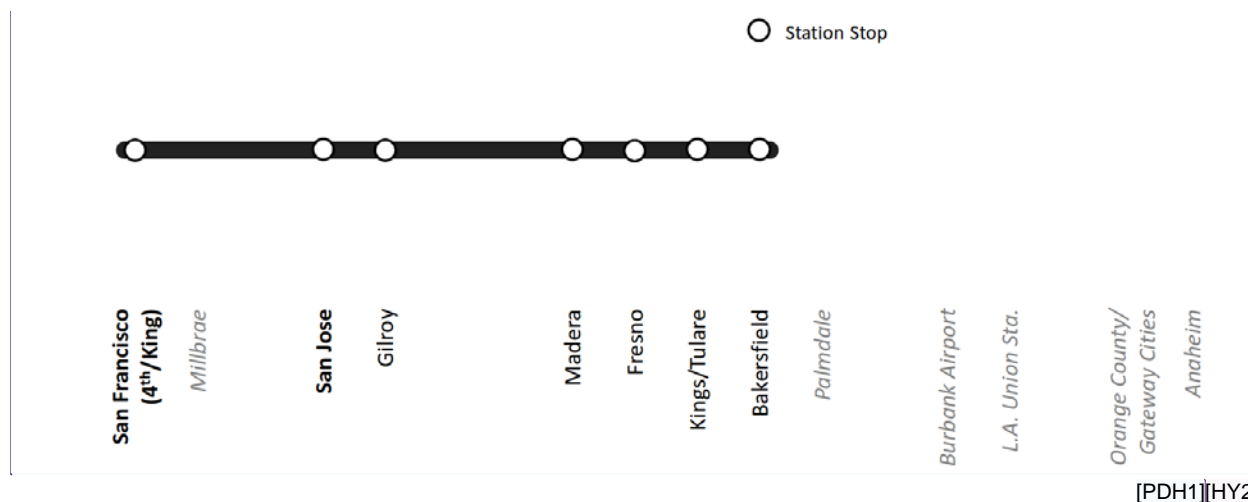 Station Stop
San Francisco
(4th/King)
Millbrae
San Jose
Gilroy
Madera
Fresno
Kings/Tulare
Bakersfield
Palmdale
Burbank Airport
L.A. Union Sta.
Orange County/
Gateway Cities
Anaheim
[PDH1][HY2